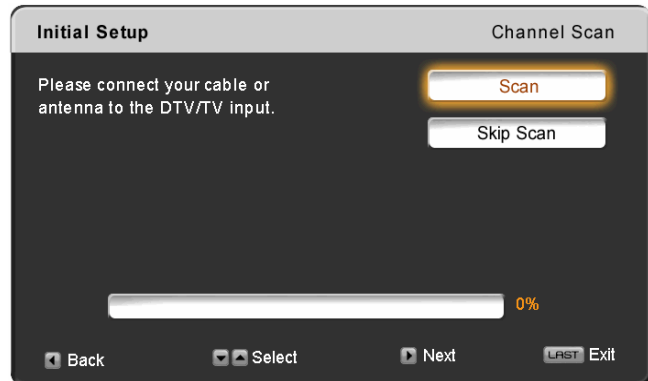 Initial Setup Channel Scan
Please connect your cable or
antenna to the DTV/TV input.
Scan
Skip Scan
0%
Back Select Next LAST Exit